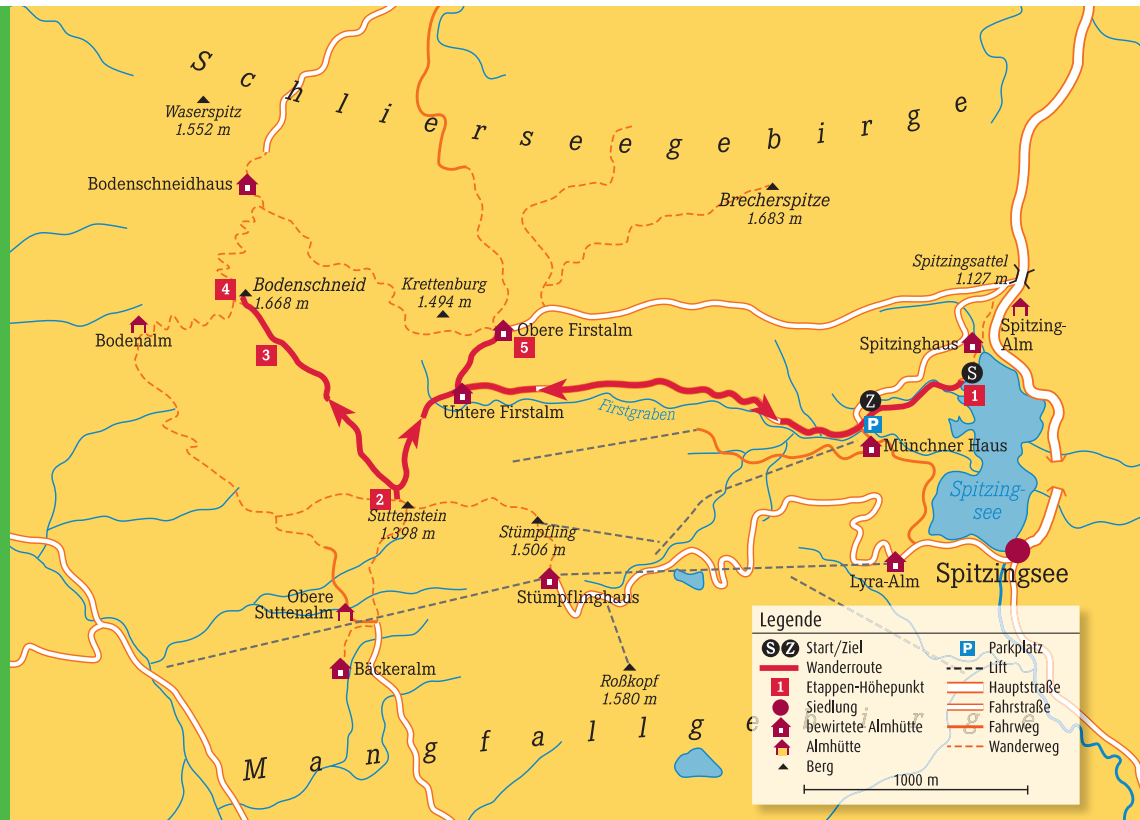 Schlierseegebirge
Waserspitz
1.552 m
Bodenschneidhaus
Brecherspitze
1.683 m
Spitzingsattel
1.127 m
4
Bodenschneid
1.668 m
Krettenburg
1.494 m
Bodenalm
3
Obere Firstalm
5
Spitzinghaus
Spitzing-
Alm
S
1
Untere Firstalm
Firstgraben
Z
P
Münchner Haus
2
Suttenstein
1.398 m
Stümpfling
1.506 m
Spitzing-
see
Lyra-Alm
Spitzingsee
Stümpflinghaus
Obere
Suttenalm
Bäckeralm
Roßkopf
1.580 m
Mangfallgebirge
Legende
S Z Start/Ziel
Wanderroute
1 Etappen-Höhepunkt
Siedlung
bewirtete Almhütte
Almhütte
Berg
P Parkplatz
Lift
Hauptstraße
Fahrstraße
Fahrweg
Wanderweg
1000 m